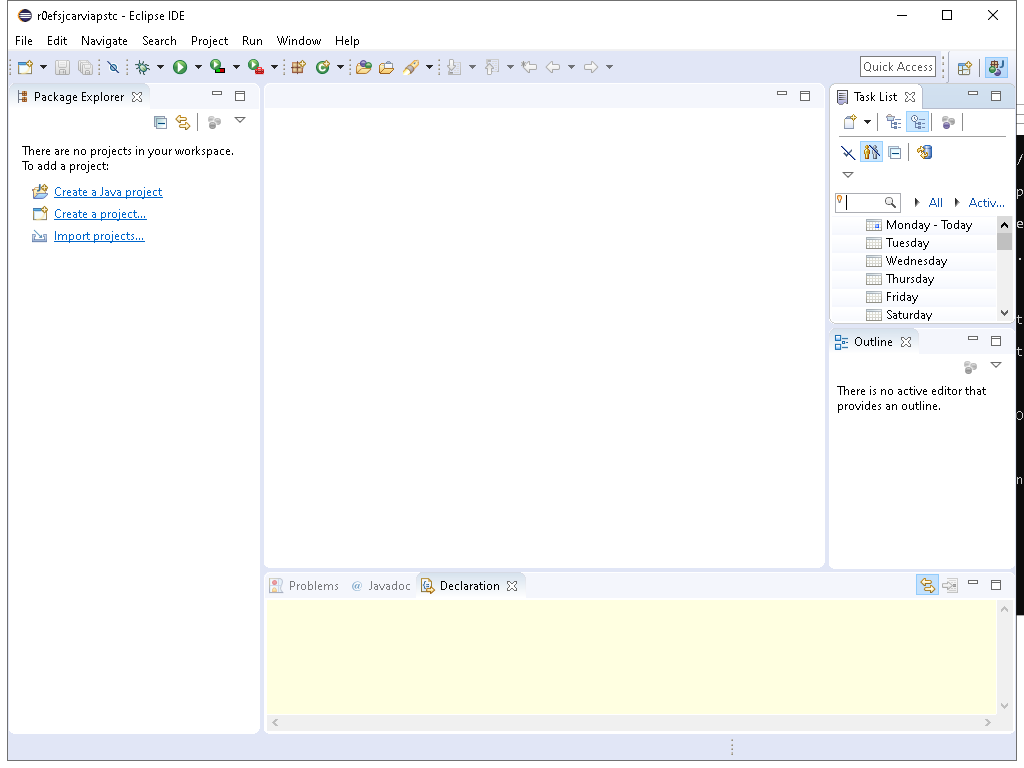 r0efsjcarviapstc - Eclipse IDE
File Edit Navigate Search Project Run Window Help
Quick Access
Package Explorer
There are no projects in your workspace.
To add a project:
Create a Java project
Create a project...
Import projects...
Task List
All Activ...
Monday - Today
Tuesday
Wednesday
Thursday
Friday
Saturday
Outline
There is no active editor that
provides an outline.
Problems @ Javadoc Declaration